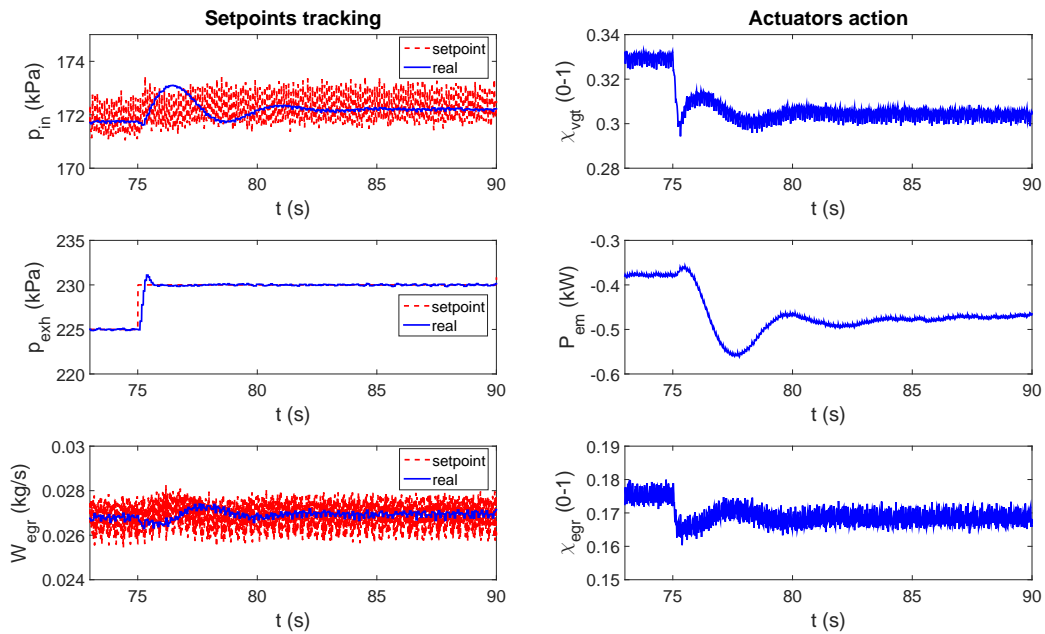 Setpoints tracking
Actuators action
p_in (kPa)
174
172
170
setpoint
real
75
80
85
90
t (s)
χ_vgt (0-1)
0.34
0.32
0.3
0.28
75
80
85
90
t (s)
p_exh (kPa)
235
230
225
220
setpoint
real
75
80
85
90
t (s)
P_em (kW)
-0.3
-0.4
-0.5
-0.6
75
80
85
90
t (s)
W_egr (kg/s)
0.03
0.028
0.026
0.024
setpoint
real
75
80
85
90
t (s)
χ_egr (0-1)
0.19
0.18
0.17
0.16
0.15
75
80
85
90
t (s)